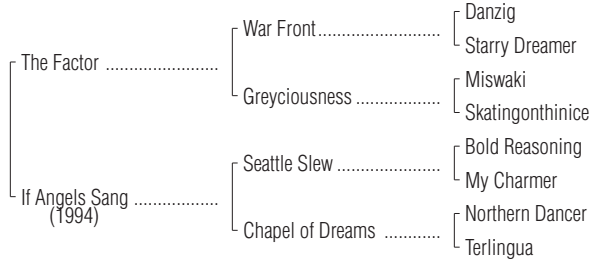 Danzig
War Front........................
Starry Dreamer
The Factor ......................
Miswaki
Greyciousness .................
Skatingonthinice
Bold Reasoning
Seattle Slew .....................
My Charmer
If Angels Sang ................
(1994)
Northern Dancer
Chapel of Dreams ...........
Terlingua